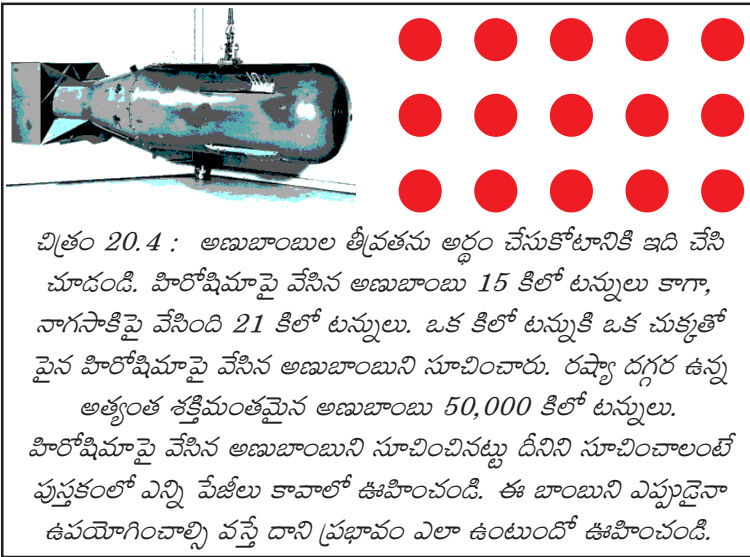 చిత్రం 20.4 : అణుబాంబుల తీవ్రతను అర్థం చేసుకోటానికి ఇది చేసి
చూడండి. హిరోషిమాపై వేసిన అణుబాంబు 15 కిలో టన్నులు కాగా,
నాగసాకిపై వేసింది 21 కిలో టన్నులు. ఒక కిలో టన్నుకి ఒక చుక్కతో
పైన హిరోషిమాపై వేసిన అణుబాంబుని సూచించారు. రష్యా దగ్గర ఉన్న
అత్యంత శక్తిమంతమైన అణుబాంబు 50,000 కిలో టన్నులు.
హిరోషిమాపై వేసిన అణుబాంబుని సూచించినట్టు దీనిని సూచించాలంటే
పుస్తకంలో ఎన్ని పేజీలు కావాలో ఊహించండి. ఈ బాంబుని ఎప్పుడైనా
ఉపయోగించాల్సి వస్తే దాని ప్రభావం ఎలా ఉంటుందో ఊహించండి.